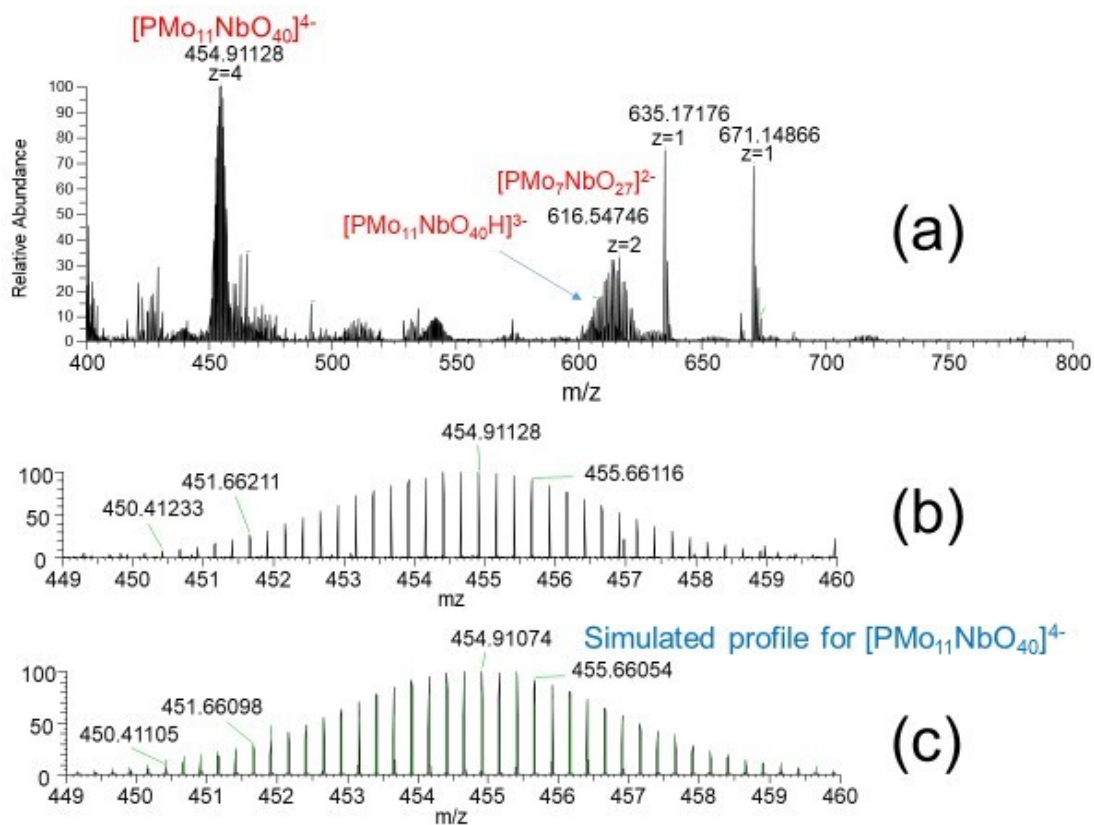 [PMo₁₁NbO₄₀]⁴⁻
454.91128
z=4
635.17176
z=1
671.14866
z=1
[PMo₇NbO₂₇]²⁻
616.54746
z=2
[PMo₁₁NbO₄₀H]³⁻
(a)
Relative Abundance
100
90
80
70
60
50
40
30
20
10
0
400 450 500 550 600 650 700 750 800
m/z
454.91128
451.66211
455.66116
450.41233
(b)
100
50
0
449 450 451 452 453 454 455 456 457 458 459 460
mz
454.91074
Simulated profile for [PMo₁₁NbO₄₀]⁴⁻
455.66054
451.66098
450.41105
(c)
100
50
0
449 450 451 452 453 454 455 456 457 458 459 460
m/z